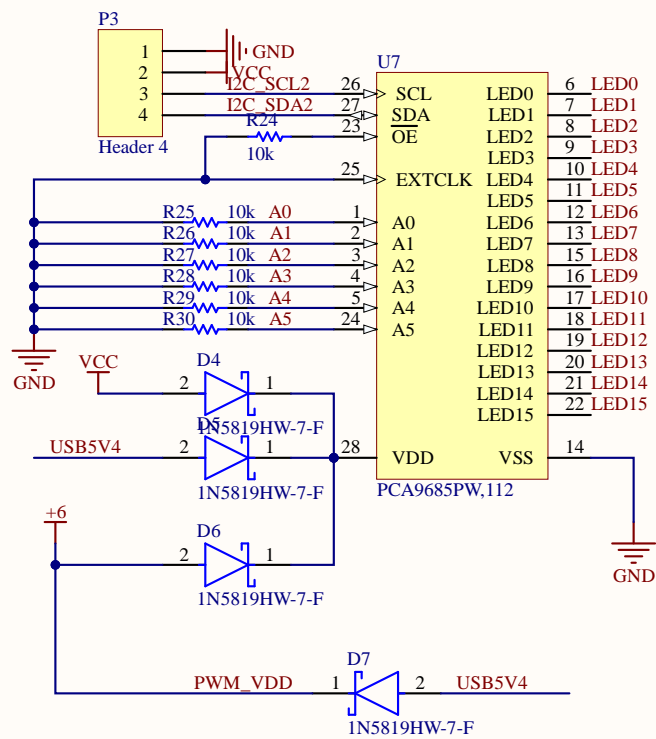 P3
1 GND
2 VCC
3 I2C_SCL2
4 I2C_SDA2
Header 4
U7
26 SCL
27 SDA
23 OE
R24
10k
25 EXTCLK
R25 10k A0 1 A0
R26 10k A1 2 A1
R27 10k A2 3 A2
R28 10k A3 4 A3
R29 10k A4 5 A4
R30 10k A5 24 A5
GND
LED0 6 LED0
LED1 7 LED1
LED2 8 LED2
LED3 9 LED3
LED4 10 LED4
LED5 11 LED5
LED6 12 LED6
LED7 13 LED7
LED8 15 LED8
LED9 16 LED9
LED10 17 LED10
LED11 18 LED11
LED12 19 LED12
LED13 20 LED13
LED14 21 LED14
LED15 22 LED15
VCC
D4
2 1
1N5819HW-7-F
D5
USB5V4 2 1
1N5819HW-7-F
28 VDD
VSS 14
PCA9685PW,112
GND
+6
D6
2 1
1N5819HW-7-F
D7
PWM_VDD 1 2 USB5V4
1N5819HW-7-F